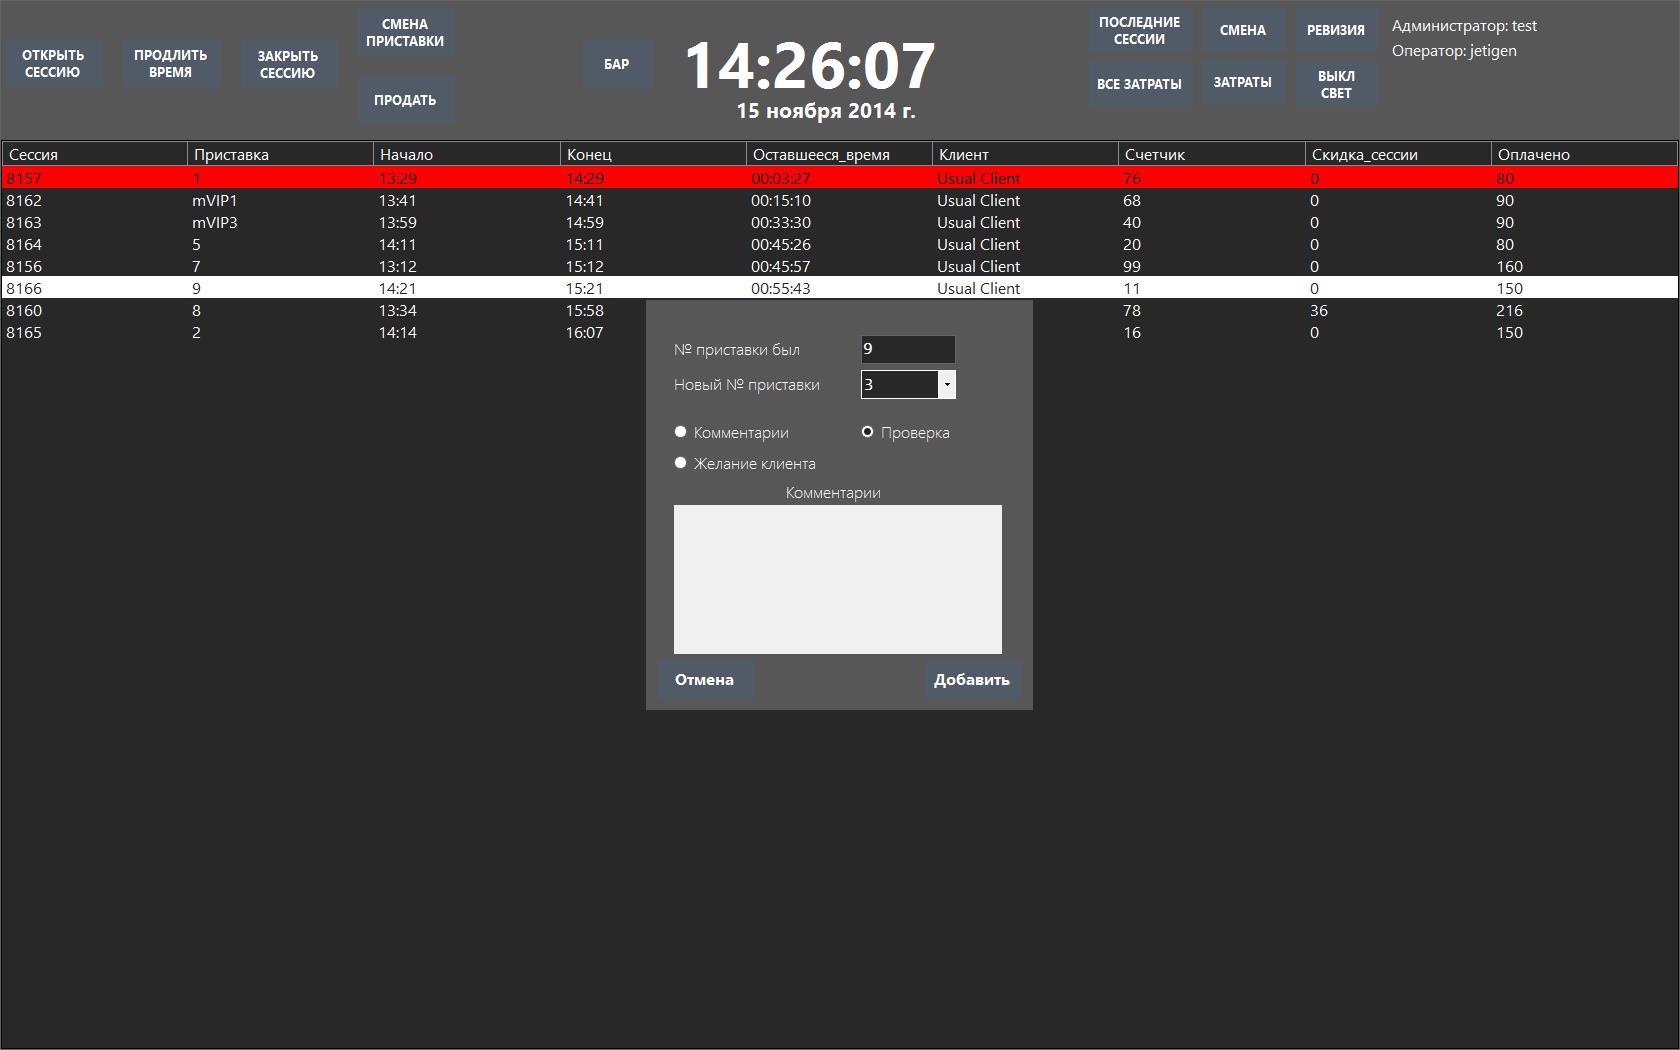 ОТКРЫТЬ
СЕССИЮ
ПРОДЛИТЬ
ВРЕМЯ
ЗАКРЫТЬ
СЕССИЮ
СМЕНА
ПРИСТАВКИ
ПРОДАТЬ
БАР
14:26:07
15 ноября 2014 г.
ПОСЛЕДНИЕ
СЕССИИ
СМЕНА
РЕВИЗИЯ
ВСЕ ЗАТРАТЫ
ЗАТРАТЫ
ВЫКЛ
СВЕТ
Администратор: test
Оператор: jetigen
Сессия Приставка Начало Конец Оставшееся_время Клиент Счетчик Скидка_сессии Оплачено
8157 1 13:29 14:29 00:03:27 Usual Client 76 0 80
8162 mVIP1 13:41 14:41 00:15:10 Usual Client 68 0 90
8163 mVIP3 13:59 14:59 00:33:30 Usual Client 40 0 90
8164 5 14:11 15:11 00:45:26 Usual Client 20 0 80
8156 7 13:12 15:12 00:45:57 Usual Client 99 0 160
8166 9 14:21 15:21 00:55:43 Usual Client 11 0 150
8160 8 13:34 15:58 78 36 216
8165 2 14:14 16:07 16 0 150
№ приставки был 9
Новый № приставки 3
Комментарии Проверка
Желание клиента
Комментарии
Отмена Добавить